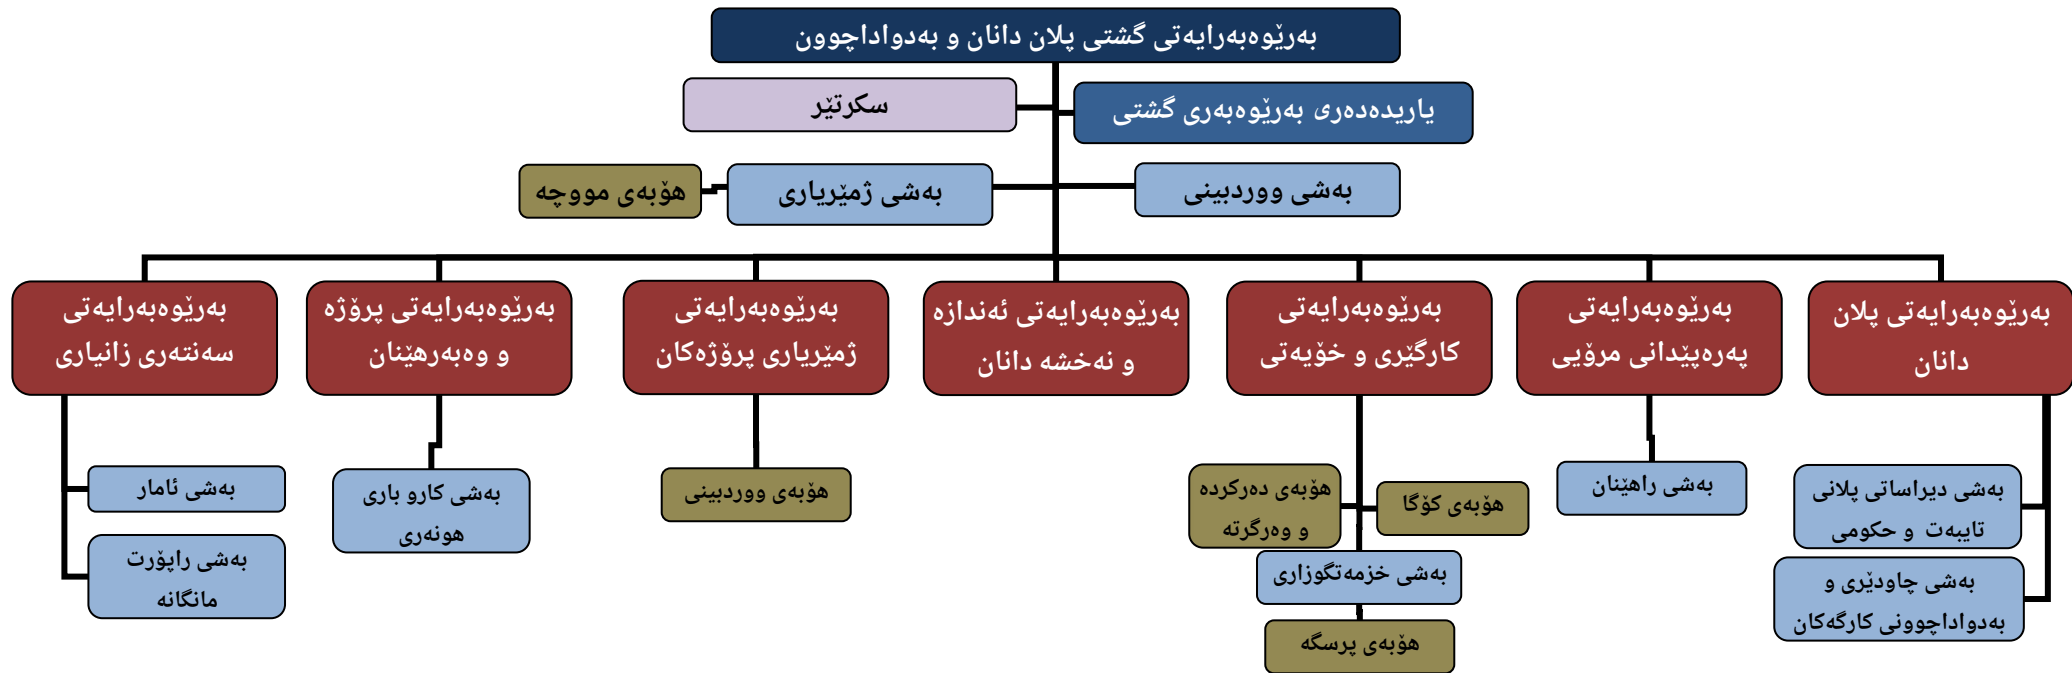 بەڕێوەبەرایەتی گشتی پلان دانان و بەدواداچوون
یاریدەدەری بەڕێوەبەری گشتی
سکرتێر
بەشی ووردبینی
بەشی ژمێریاری
هۆبەی مووچە
بەڕێوەبەرایەتی پلان
دانان
بەڕێوەبەرایەتی
پەرەپێدانی مرۆیی
بەڕێوەبەرایەتی
کارگێری و خۆیەتی
بەڕێوەبەرایەتی ئەندازە
و نەخشە دانان
بەڕێوەبەرایەتی
ژمێریاری پرۆژەکان
بەڕێوەبەرایەتی پرۆژە
و وەبەرهێنان
بەڕێوەبەرایەتی
سەنتەری زانیاری
بەشی دیراساتی پلانی
تایبەت و حکومی
بەشی چاودێری و
بەدواداچوونی کارگەکان
بەشی راهێنان
هۆبەی کۆگا
هۆبەی دەرکردە
و وەرگرتە
بەشی خزمەتگوزاری
هۆبەی پرسگە
هۆبەی ووردبینی
بەشی کارو باری
هونەری
بەشی ئامار
بەشی راپۆرت
مانگانە